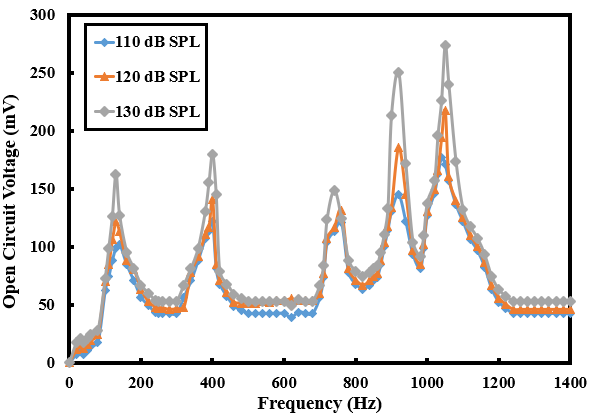 300
250
200
150
100
50
0
Open Circuit Voltage (mV)
110 dB SPL
120 dB SPL
130 dB SPL
0 200 400 600 800 1000 1200 1400
Frequency (Hz)